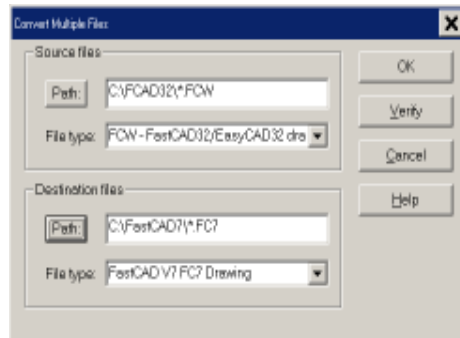 Convert Multiple Files
Source files
Path: C:\FCAD32\*.FCW
File type: FCW - FastCAD32/EasyCAD32 dra
OK
Verify
Cancel
Help
Destination files
Path: C:\FastCAD7\*.FC7
File type: FastCAD V7 FC7 Drawing